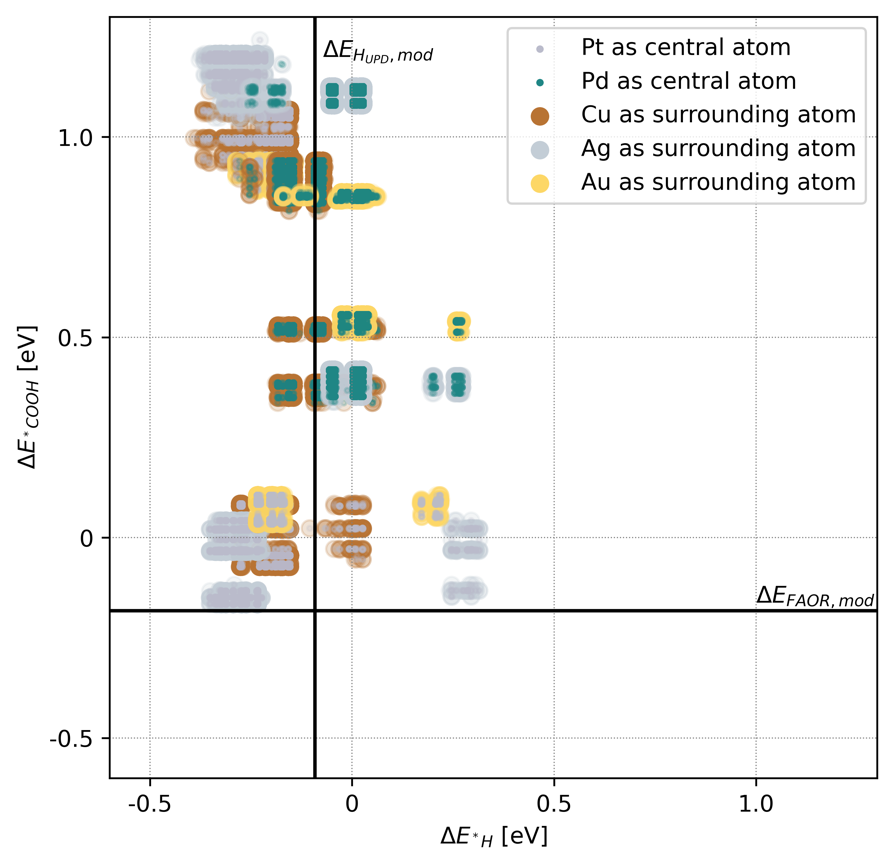 ΔE_{H_{UPD}, mod}
Pt as central atom
Pd as central atom
Cu as surrounding atom
Ag as surrounding atom
Au as surrounding atom
1.0
0.5
0
-0.5
ΔE_{*COOH} [eV]
ΔE_{FAOR, mod}
-0.5
0
0.5
1.0
ΔE_{*H} [eV]